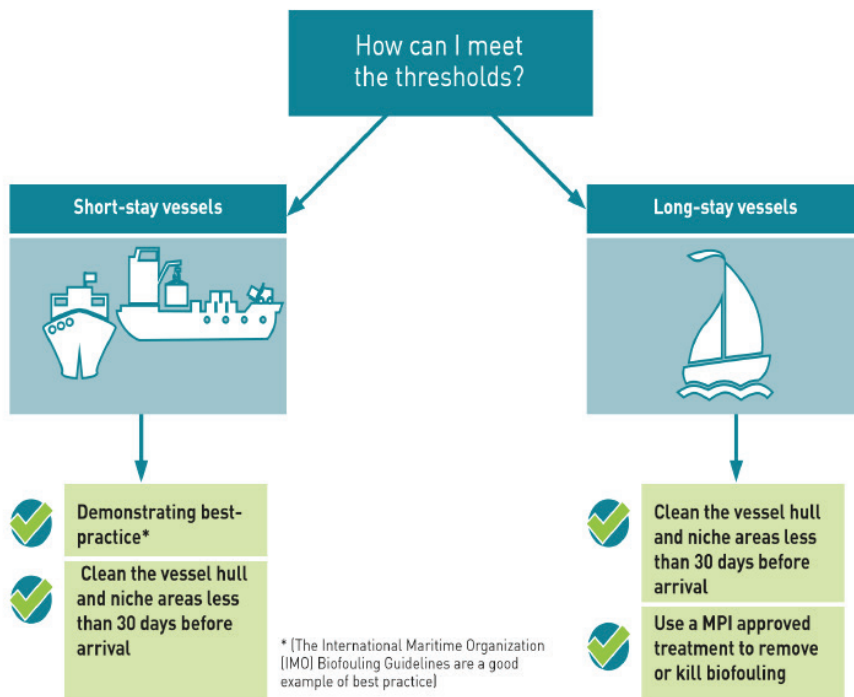 How can I meet
the thresholds?
Short-stay vessels
Long-stay vessels
Demonstrating best-
practice*
Clean the vessel hull
and niche areas less
than 30 days before
arrival
* (The International Maritime Organization
(IMO) Biofouling Guidelines are a good
example of best practice)
Clean the vessel hull
and niche areas less
than 30 days before
arrival
Use a MPI approved
treatment to remove
or kill biofouling